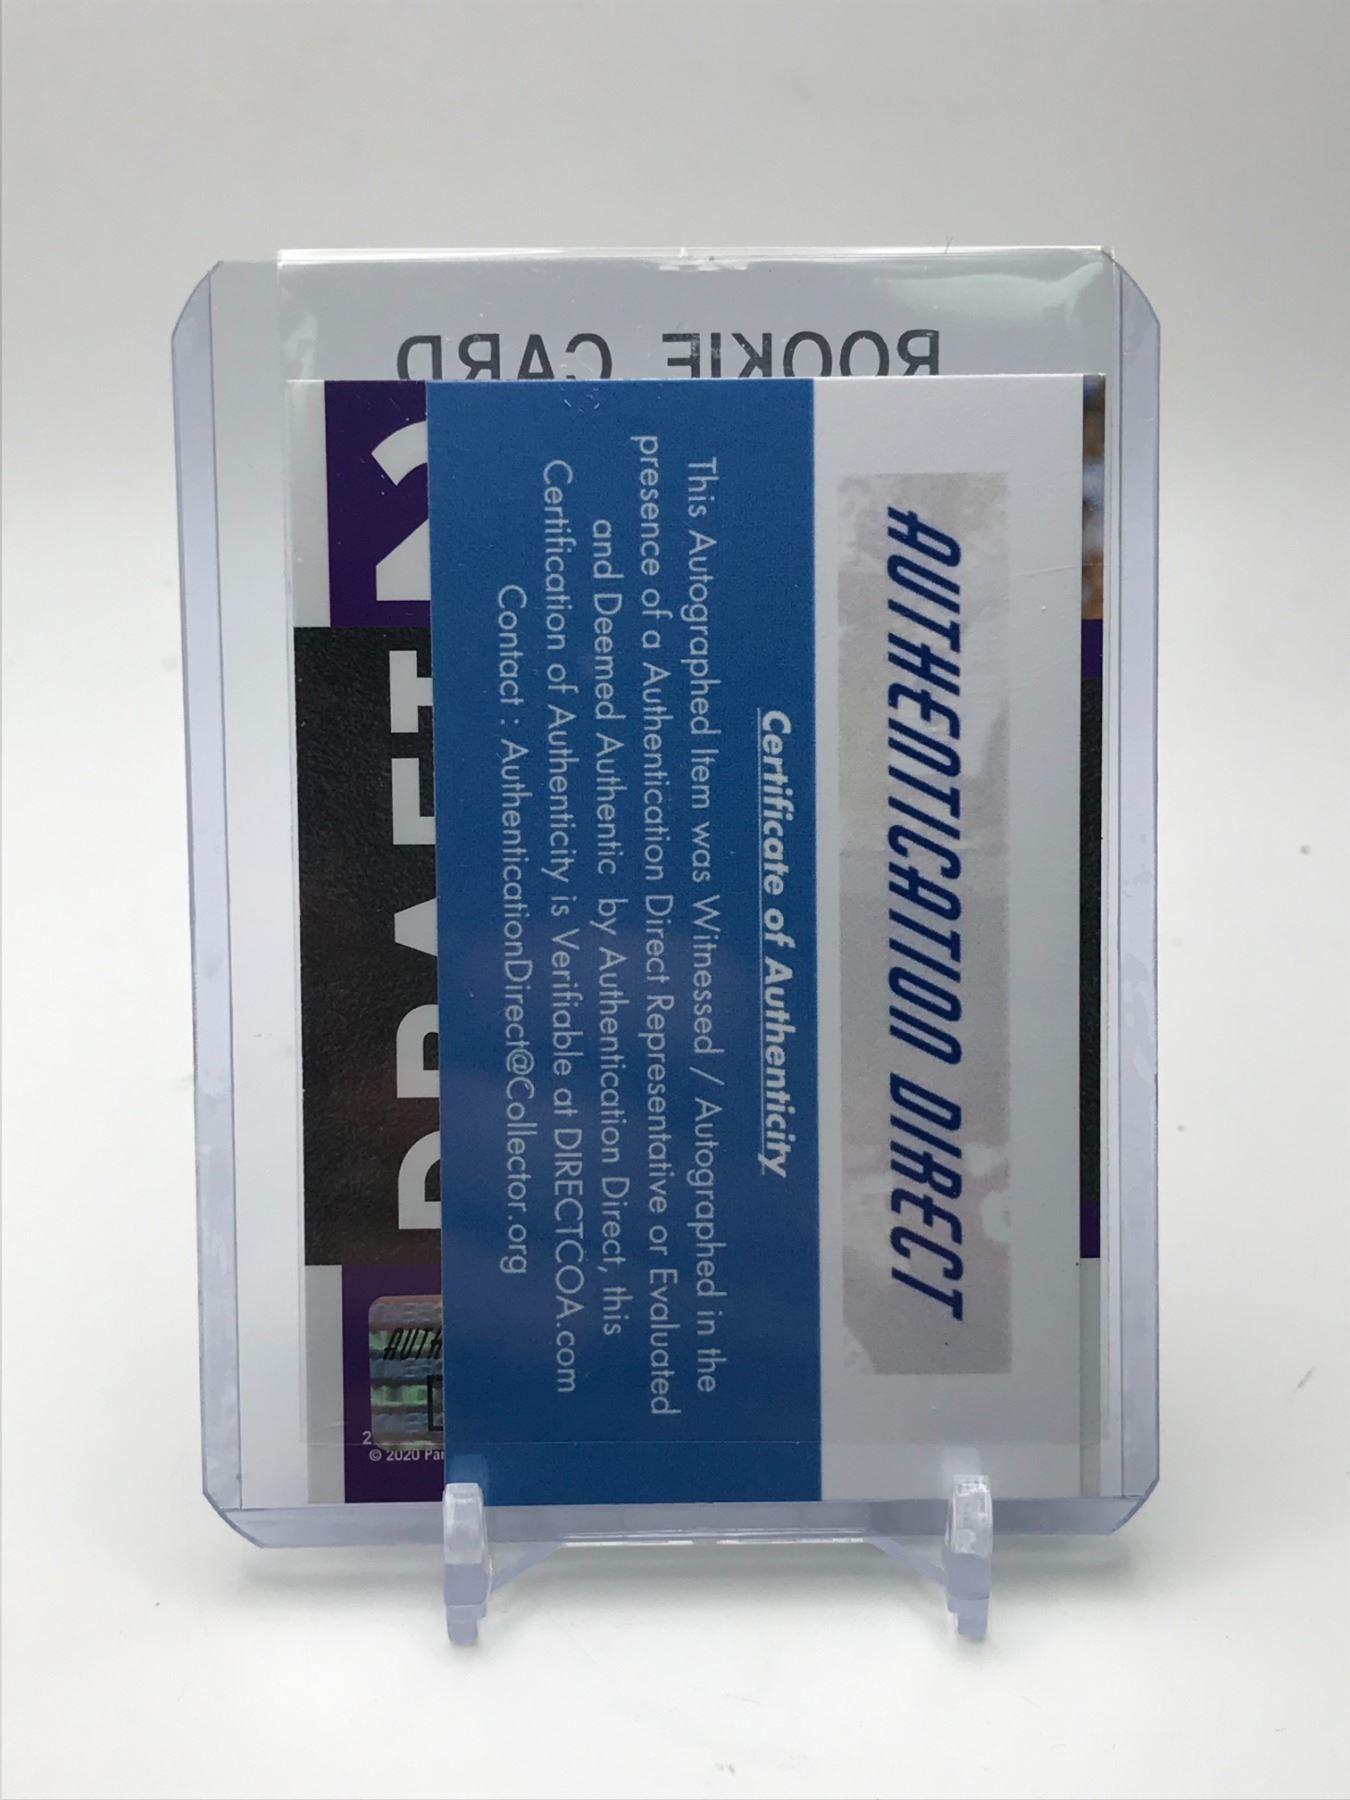 ROOKIE CARD
AUTHENTICATION DIRECT
Certificate of Authenticity
This Autographed Item was Witnessed / Autographed in the
presence of a Authentication Direct Representative or Evaluated
and Deemed Authentic by Authentication Direct, this
Certification of Authenticity is Verifiable at DIRECTCOA.com
Contact : AuthenticationDirect@Collector.org
2
© 2020